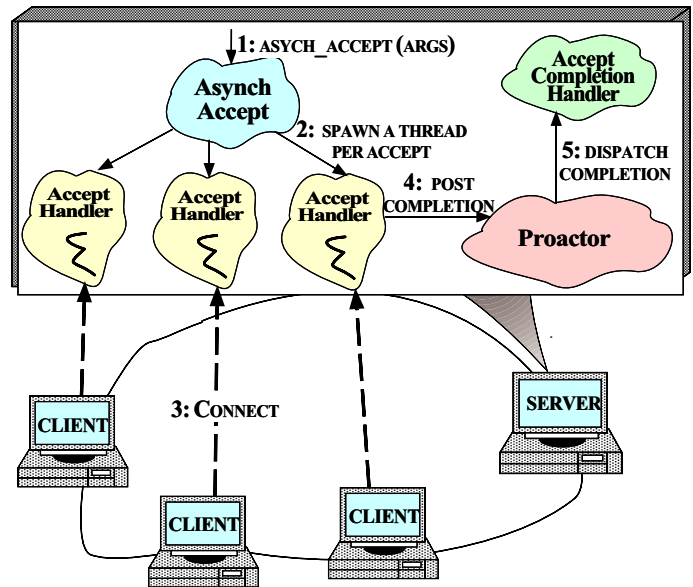 1: ASYCH_ACCEPT (ARGS)
Asynch
Accept
Accept
Completion
Handler
2: SPAWN A THREAD
PER ACCEPT
5: DISPATCH
COMPLETION
Accept
Handler
Accept
Handler
Accept
Handler
4: POST
COMPLETION
Proactor
3: CONNECT
CLIENT
SERVER
CLIENT
CLIENT